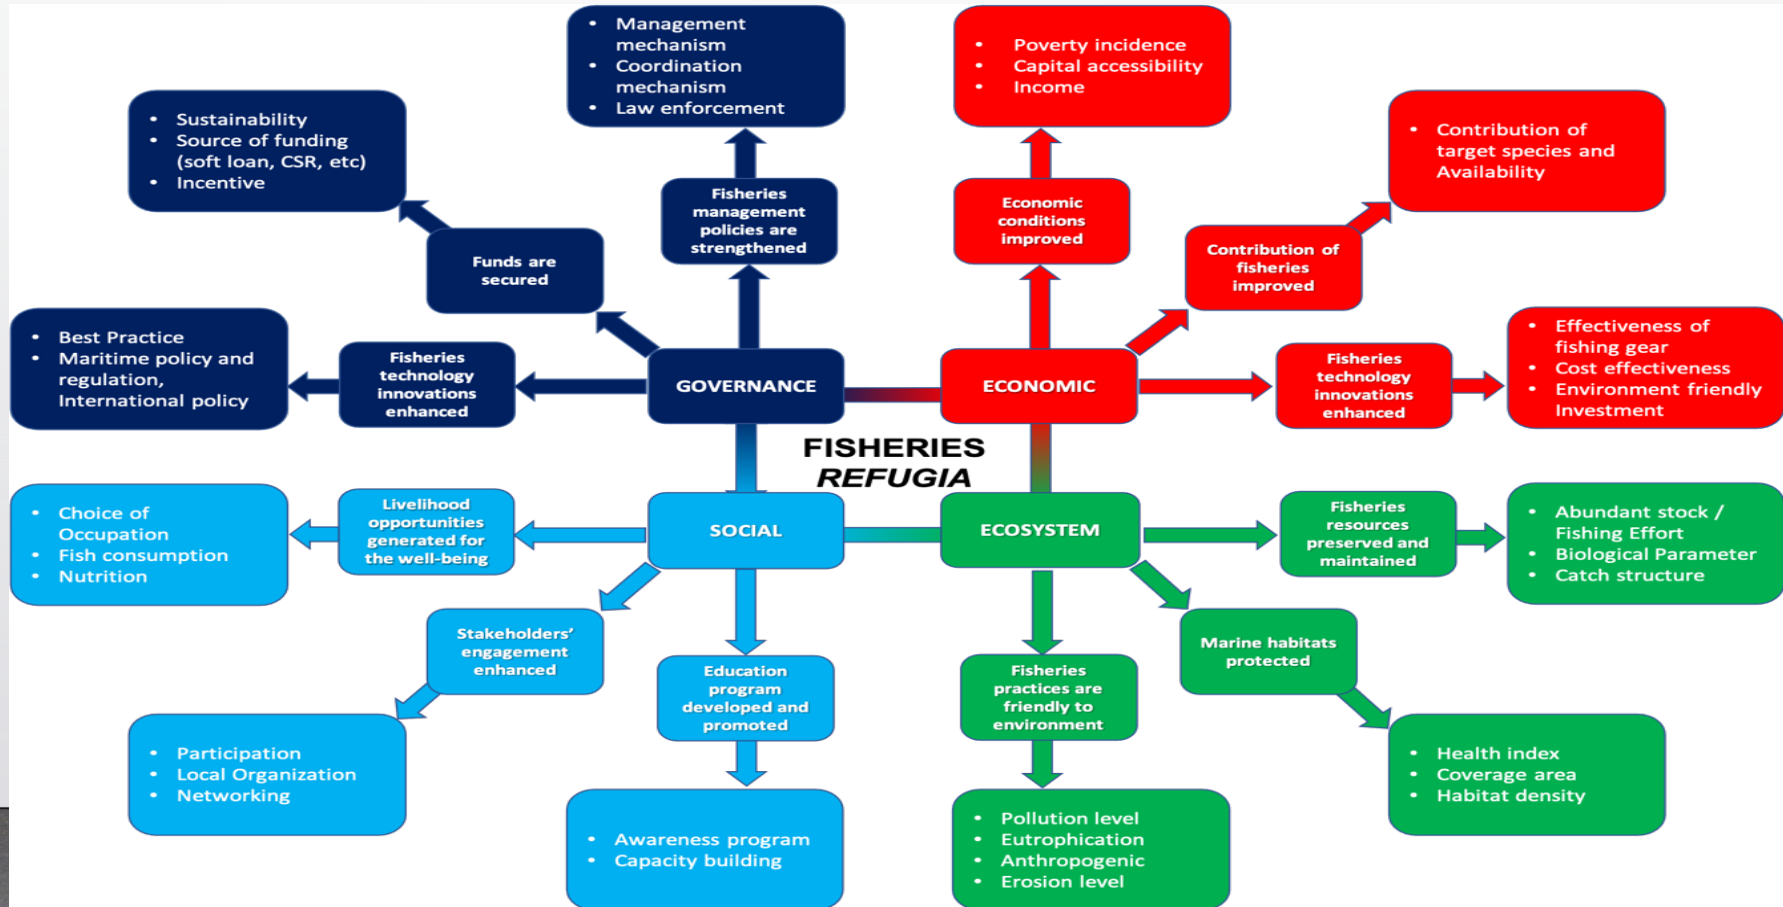 • Management
mechanism
• Coordination
mechanism
• Law enforcement
• Poverty incidence
• Capital accessibility
• Income
• Sustainability
• Source of funding
(soft loan, CSR, etc)
• Incentive
• Contribution of
target species and
Availability
Fisheries
management
policies are
strengthened
Economic
conditions
improved
Funds are
secured
Contribution of
fisheries
improved
• Best Practice
• Maritime policy and
regulation,
International policy
Fisheries
technology
innovations
enhanced
GOVERNANCE
ECONOMIC
Fisheries
technology
innovations
enhanced
• Effectiveness of
fishing gear
• Cost effectiveness
• Environment friendly
Investment
FISHERIES
REFUGIA
• Choice of
Occupation
• Fish consumption
• Nutrition
Livelihood
opportunities
generated for
the well-being
SOCIAL
ECOSYSTEM
Fisheries
resources
preserved and
maintained
• Abundant stock /
Fishing Effort
• Biological Parameter
• Catch structure
Stakeholders’
engagement
enhanced
Education
program
developed and
promoted
Fisheries
practices are
friendly to
environment
Marine habitats
protected
• Participation
• Local Organization
• Networking
• Awareness program
• Capacity building
• Pollution level
• Eutrophication
• Anthropogenic
• Erosion level
• Health index
• Coverage area
• Habitat density